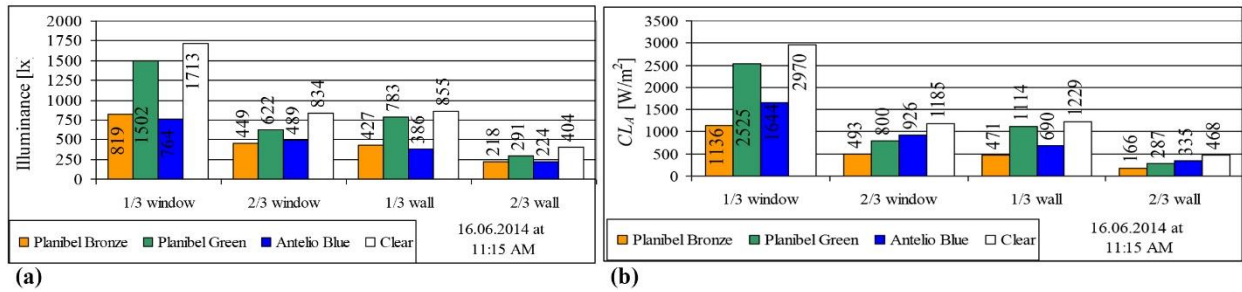 2000
1750
1500
1250
1000
750
500
250
0
Illuminance [lx]
819
1502
764
1713
449
622
489
834
427
783
386
855
218
291
224
404
1/3 window
2/3 window
1/3 wall
2/3 wall
Planibel Bronze
Planibel Green
Antelio Blue
Clear
16.06.2014 at
11:15 AM
(a)
3500
3000
2500
2000
1500
1000
500
0
CL_A [W/m²]
1136
2525
1644
2970
493
800
926
1185
471
1114
690
1229
166
287
335
468
1/3 window
2/3 window
1/3 wall
2/3 wall
Planibel Bronze
Planibel Green
Antelio Blue
Clear
16.06.2014 at
11:15 AM
(b)